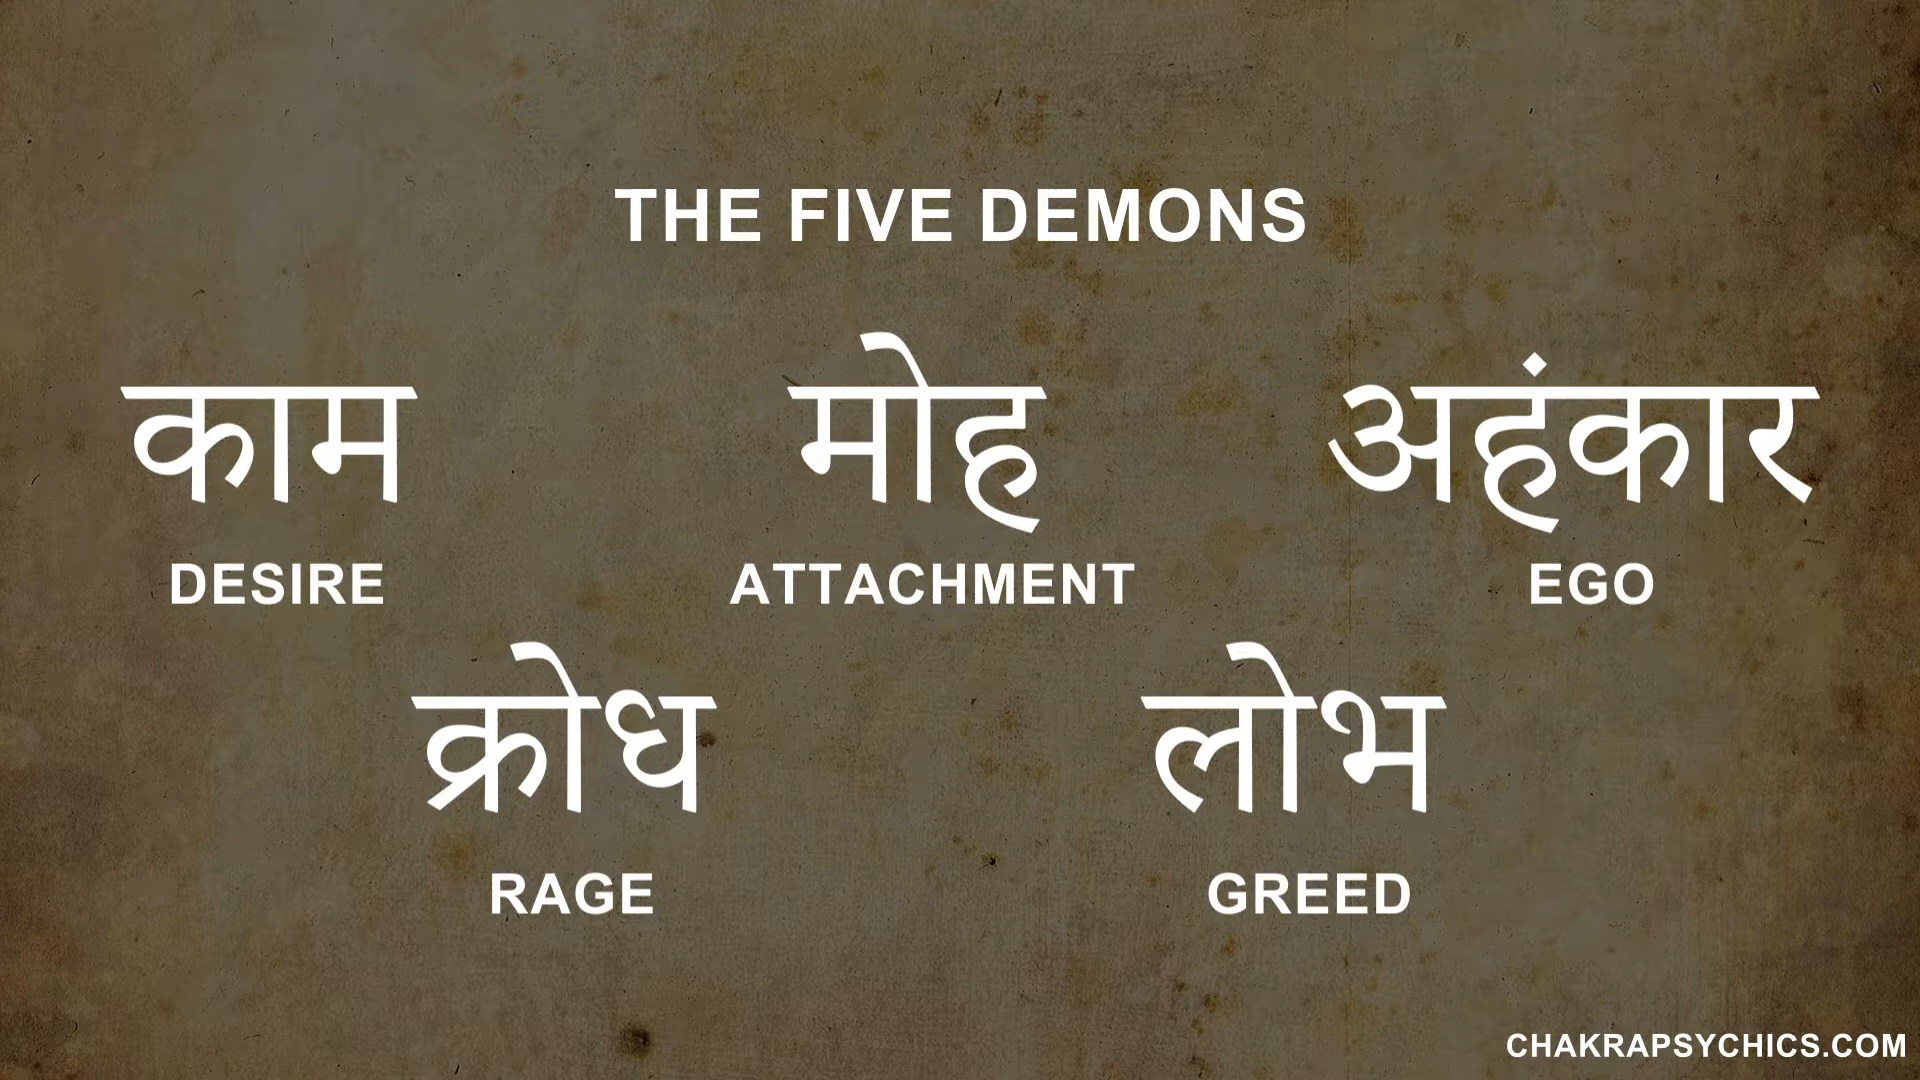 THE FIVE DEMONS
काम मोह अहंकार
DESIRE ATTACHMENT EGO
क्रोध लोभ
RAGE GREED
CHAKRAPSYCHICS.COM